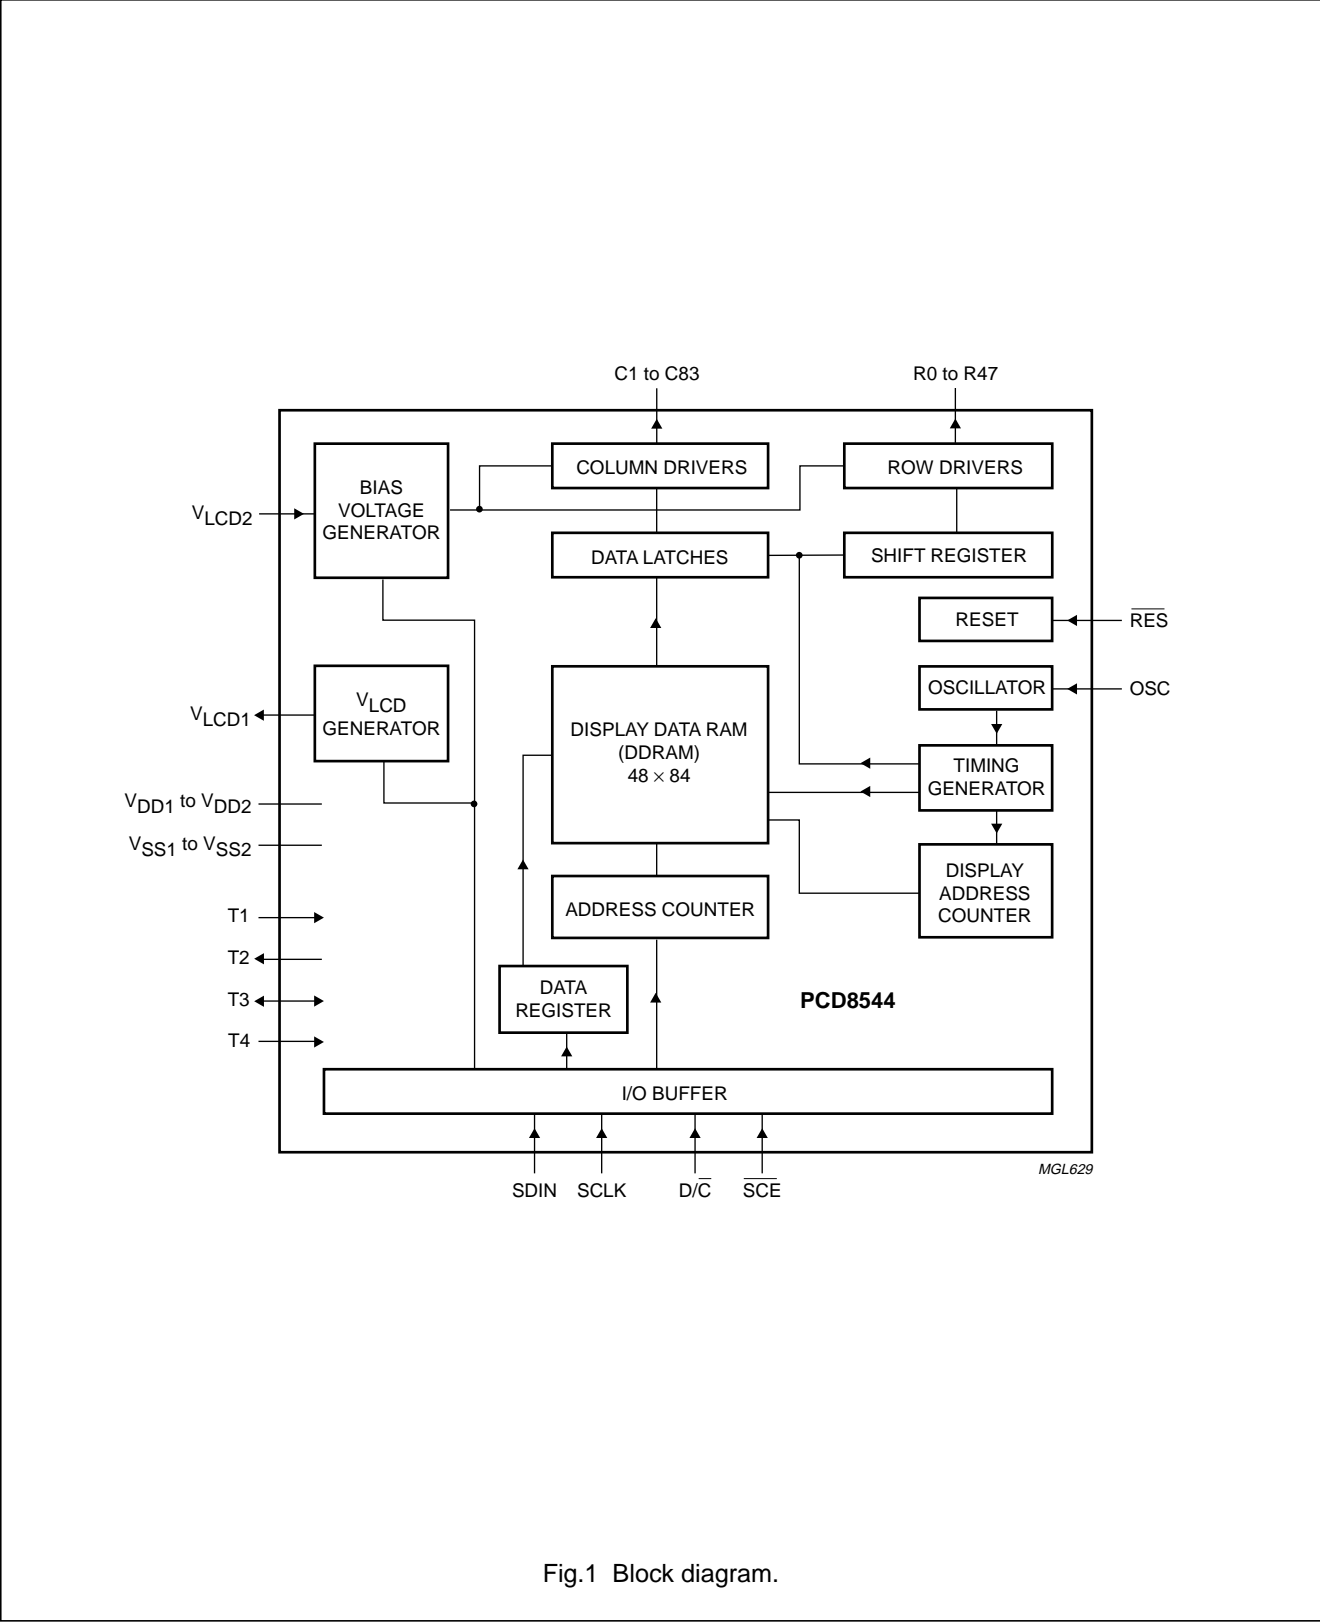 C1 to C83
R0 to R47
COLUMN DRIVERS
ROW DRIVERS
BIAS
VOLTAGE
GENERATOR
VLCD2
DATA LATCHES
SHIFT REGISTER
RESET
R̅E̅S̅
OSCILLATOR
OSC
VLCD
GENERATOR
VLCD1
DISPLAY DATA RAM
(DDRAM)
48 × 84
TIMING
GENERATOR
VDD1 to VDD2
VSS1 to VSS2
DISPLAY
ADDRESS
COUNTER
ADDRESS COUNTER
T1
T2
T3
T4
DATA
REGISTER
PCD8544
I/O BUFFER
MGL629
SDIN
SCLK
D/C̅
S̅C̅E̅
Fig.1 Block diagram.